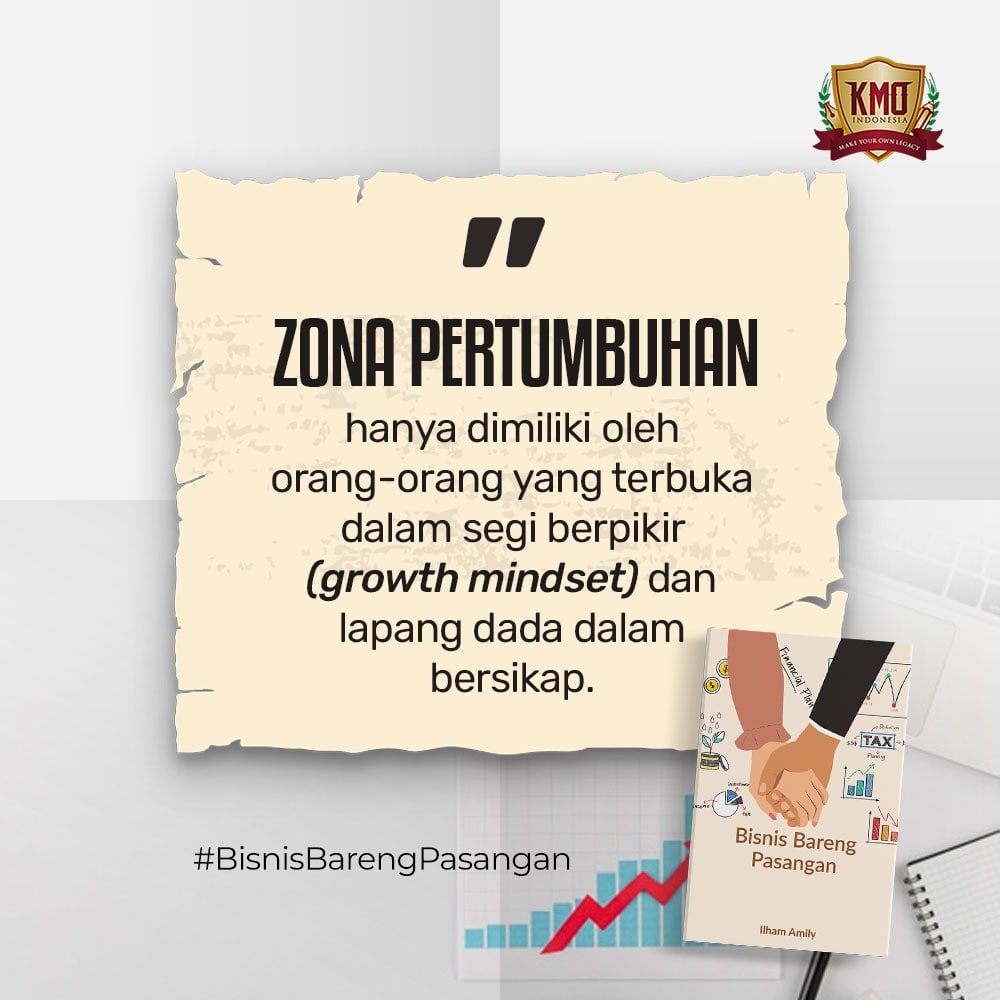 KMO
INDONESIA
MAKE YOUR OWN LEGACY
"
ZONA PERTUMBUHAN
hanya dimiliki oleh
orang-orang yang terbuka
dalam segi berpikir
(growth mindset) dan
lapang dada dalam
bersikap.
#BisnisBarengPasangan
Financial Plan
$$$ TAX
Planning
Bisnis Bareng
Pasangan
Ilham Amily